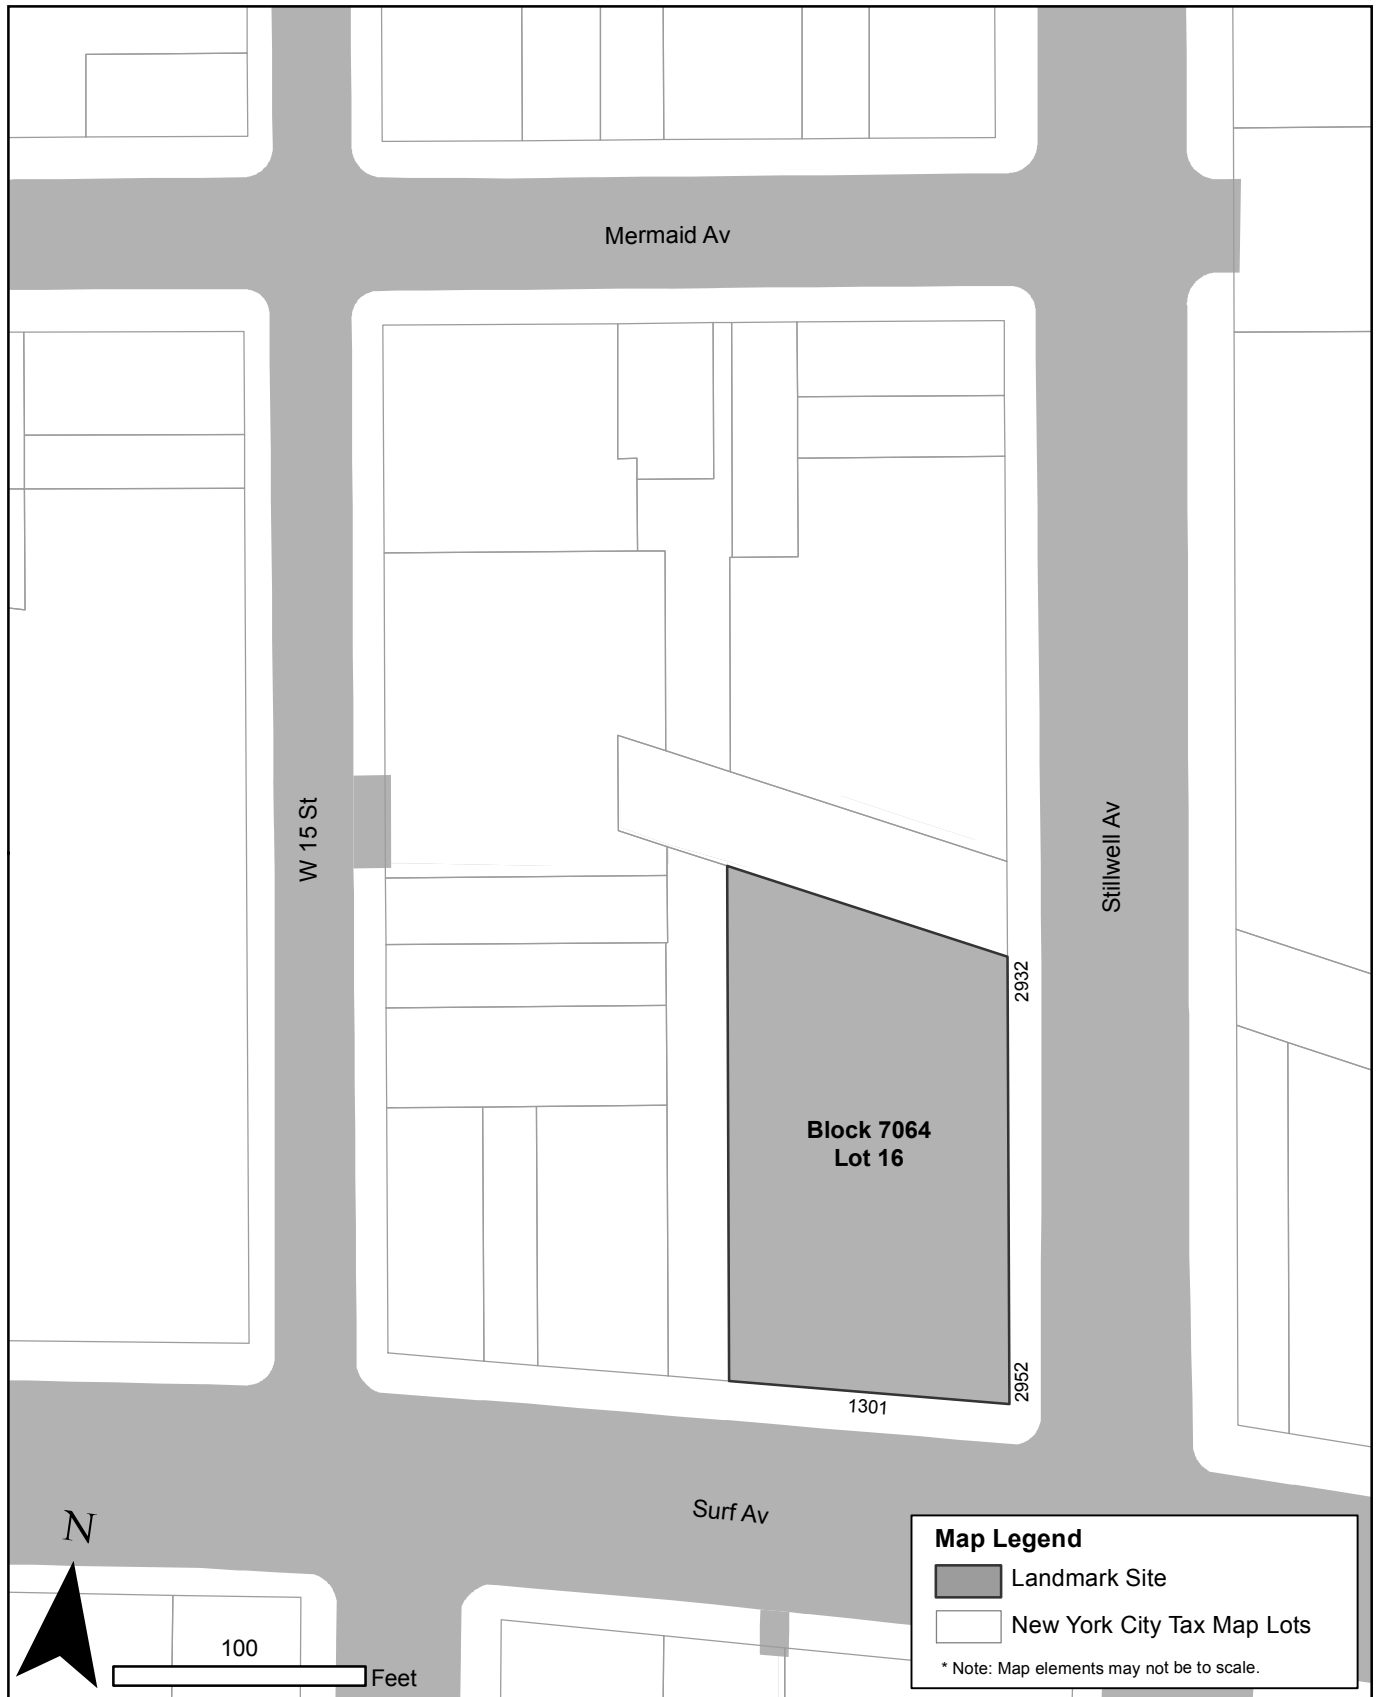 Mermaid Av
W 15 St
Stillwell Av
2932
Block 7064
Lot 16
2952
1301
Surf Av
N
100
Feet
Map Legend
Landmark Site
New York City Tax Map Lots
* Note: Map elements may not be to scale.